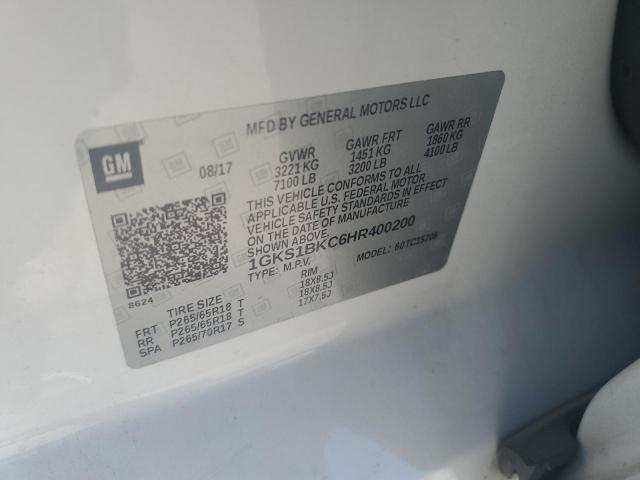 MFD BY GENERAL MOTORS LLC
GM
08/17
GVWR
3221 KG
7100 LB
GAWR FRT
1451 KG
3200 LB
GAWR RR
1860 KG
4100 LB
THIS VEHICLE CONFORMS TO ALL
APPLICABLE U.S. FEDERAL MOTOR
VEHICLE SAFETY STANDARDS IN EFFECT
ON THE DATE OF MANUFACTURE
SHOWN ABOVE.
1GKS1BKC6HR400200
TYPE: M.P.V.
MODEL: 60TC15706
8624
TIRE SIZE RIM
FRT P265/65R18 T 18X8.5J
RR P265/65R18 T 18X8.5J
SPA P265/70R17 S 17X7.5J